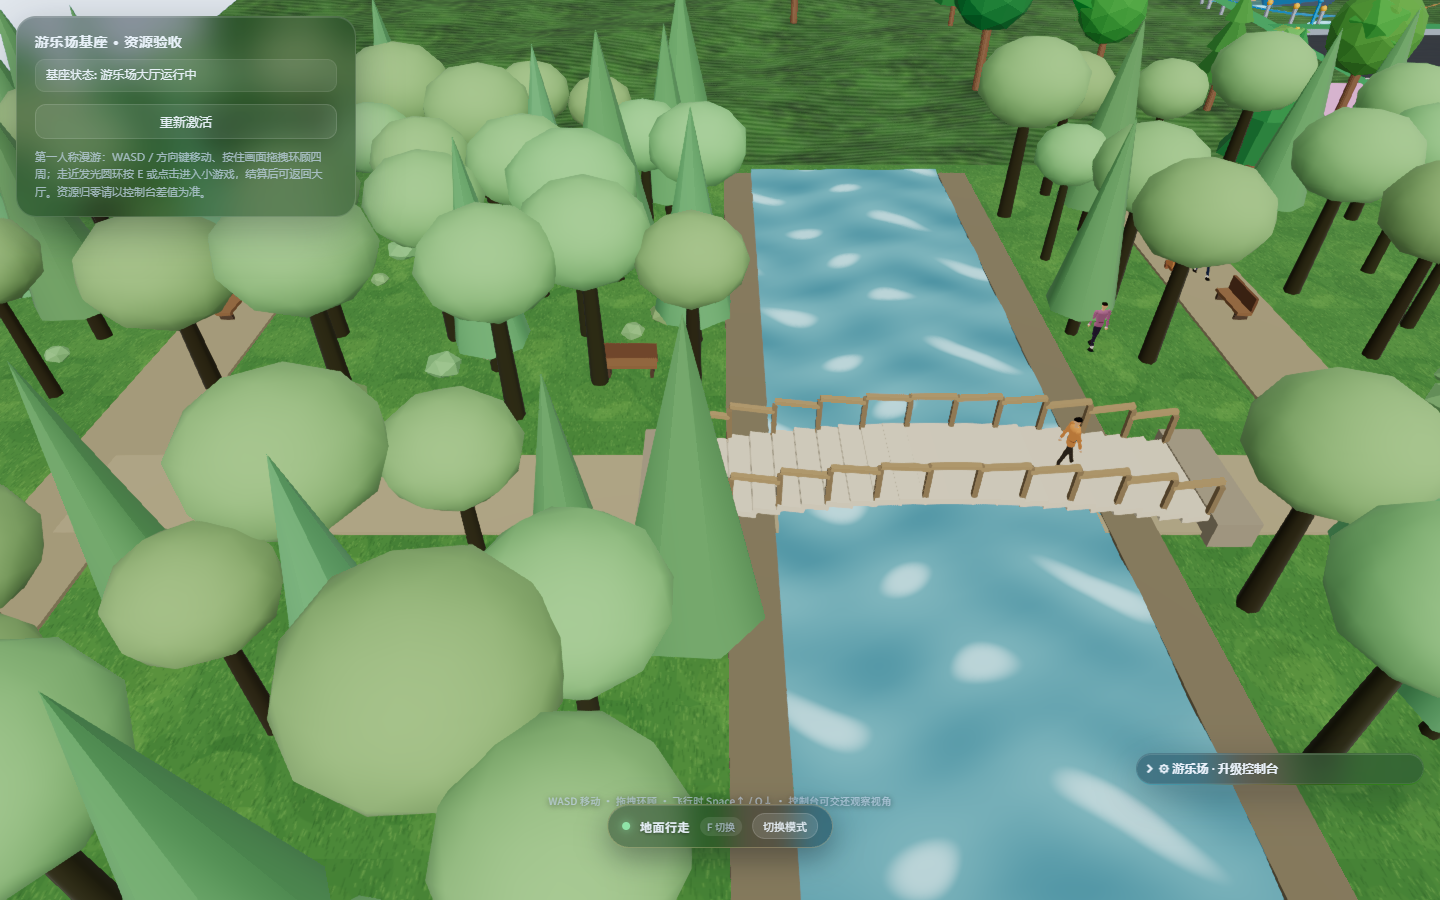 游乐场基座 • 资源验收
基座状态: 游乐场大厅运行中
重新激活
第一人称漫游：WASD / 方向键移动、按住画面拖拽环顾四
周；走近发光圆环按 E 或点击进入小游戏，结算后可返回大
厅。资源归零请以控制台差值为准。
> ⚙ 游乐场 · 升级控制台
WASD 移动 • 拖拽环顾 • 飞行时 Space↑ / Q↓ • 控制台可交还观察视角
地面行走 F 切换 切换模式